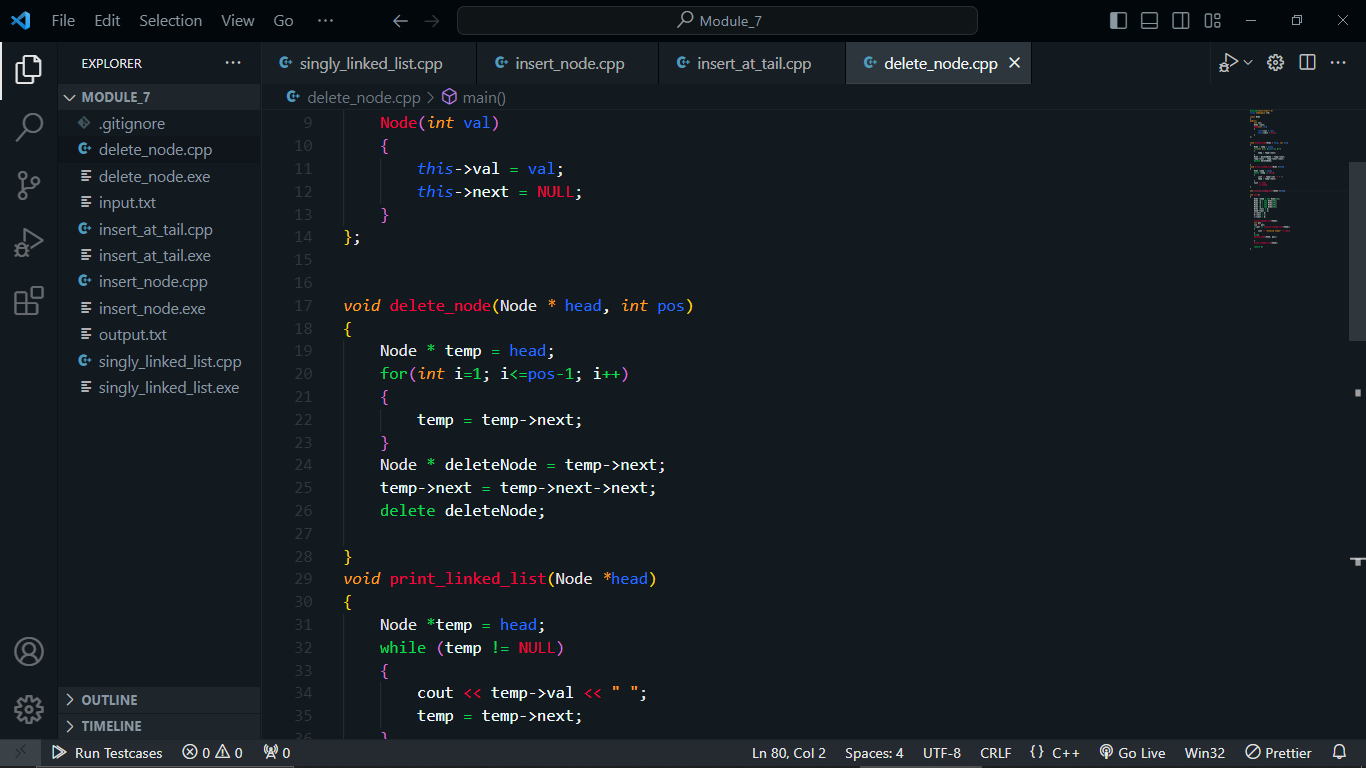 File Edit Selection View Go ··· Module_7
EXPLORER ···
singly_linked_list.cpp insert_node.cpp insert_at_tail.cpp delete_node.cpp
MODULE_7
.gitignore
delete_node.cpp
delete_node.exe
input.txt
insert_at_tail.cpp
insert_at_tail.exe
insert_node.cpp
insert_node.exe
output.txt
singly_linked_list.cpp
singly_linked_list.exe
OUTLINE
TIMELINE
delete_node.cpp > main()
9 Node(int val)
10 {
11 this->val = val;
12 this->next = NULL;
13 }
14 };
15
16
17 void delete_node(Node * head, int pos)
18 {
19 Node * temp = head;
20 for(int i=1; i<=pos-1; i++)
21 {
22 temp = temp->next;
23 }
24 Node * deleteNode = temp->next;
25 temp->next = temp->next->next;
26 delete deleteNode;
27
28 }
29 void print_linked_list(Node *head)
30 {
31 Node *temp = head;
32 while (temp != NULL)
33 {
34 cout << temp->val << " ";
35 temp = temp->next;
36 }
Run Testcases 0 0 0 Ln 80, Col 2 Spaces: 4 UTF-8 CRLF {} C++ Go Live Win32 Prettier